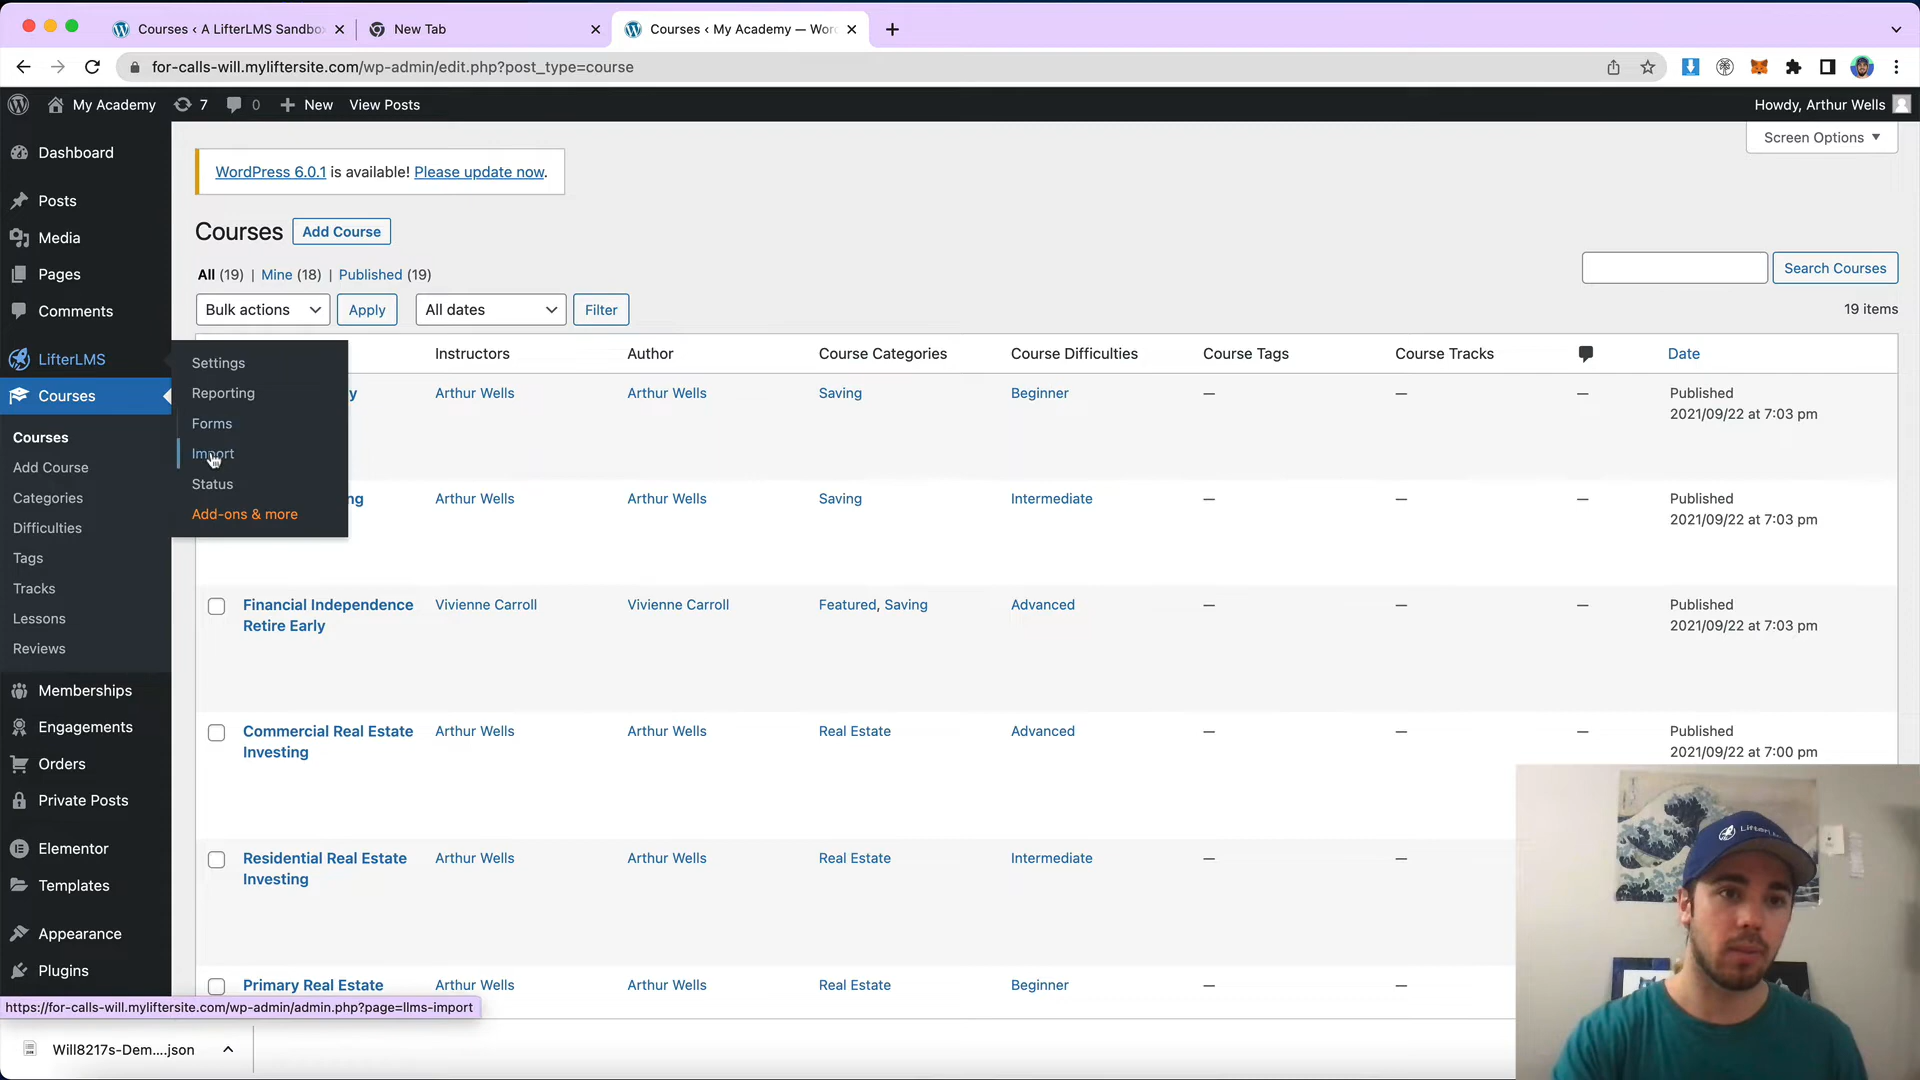 Courses ‹ A LifterLMS Sandbo
New Tab
Courses ‹ My Academy — Wor
for-calls-will.myliftersite.com/wp-admin/edit.php?post_type=course
My Academy
7
0
New
View Posts
Howdy, Arthur Wells
Screen Options
Dashboard
Posts
Media
Pages
Comments
LifterLMS
Courses
Courses
Add Course
Categories
Difficulties
Tags
Tracks
Lessons
Reviews
Memberships
Engagements
Orders
Private Posts
Elementor
Templates
Appearance
Plugins
Settings
Reporting
Forms
Import
Status
Add-ons & more
WordPress 6.0.1 is available! Please update now.
Courses
Add Course
All (19) | Mine (18) | Published (19)
Search Courses
Bulk actions
Apply
All dates
Filter
19 items
Instructors
Author
Course Categories
Course Difficulties
Course Tags
Course Tracks
Date
y
Arthur Wells
Arthur Wells
Saving
Beginner
—
—
—
Published
2021/09/22 at 7:03 pm
ng
Arthur Wells
Arthur Wells
Saving
Intermediate
—
—
—
Published
2021/09/22 at 7:03 pm
Financial Independence
Retire Early
Vivienne Carroll
Vivienne Carroll
Featured, Saving
Advanced
—
—
—
Published
2021/09/22 at 7:03 pm
Commercial Real Estate
Investing
Arthur Wells
Arthur Wells
Real Estate
Advanced
—
—
—
Published
2021/09/22 at 7:00 pm
Residential Real Estate
Investing
Arthur Wells
Arthur Wells
Real Estate
Intermediate
—
—
Primary Real Estate
Arthur Wells
Arthur Wells
Real Estate
Beginner
—
—
https://for-calls-will.myliftersite.com/wp-admin/admin.php?page=llms-import
Will8217s-Dem....json